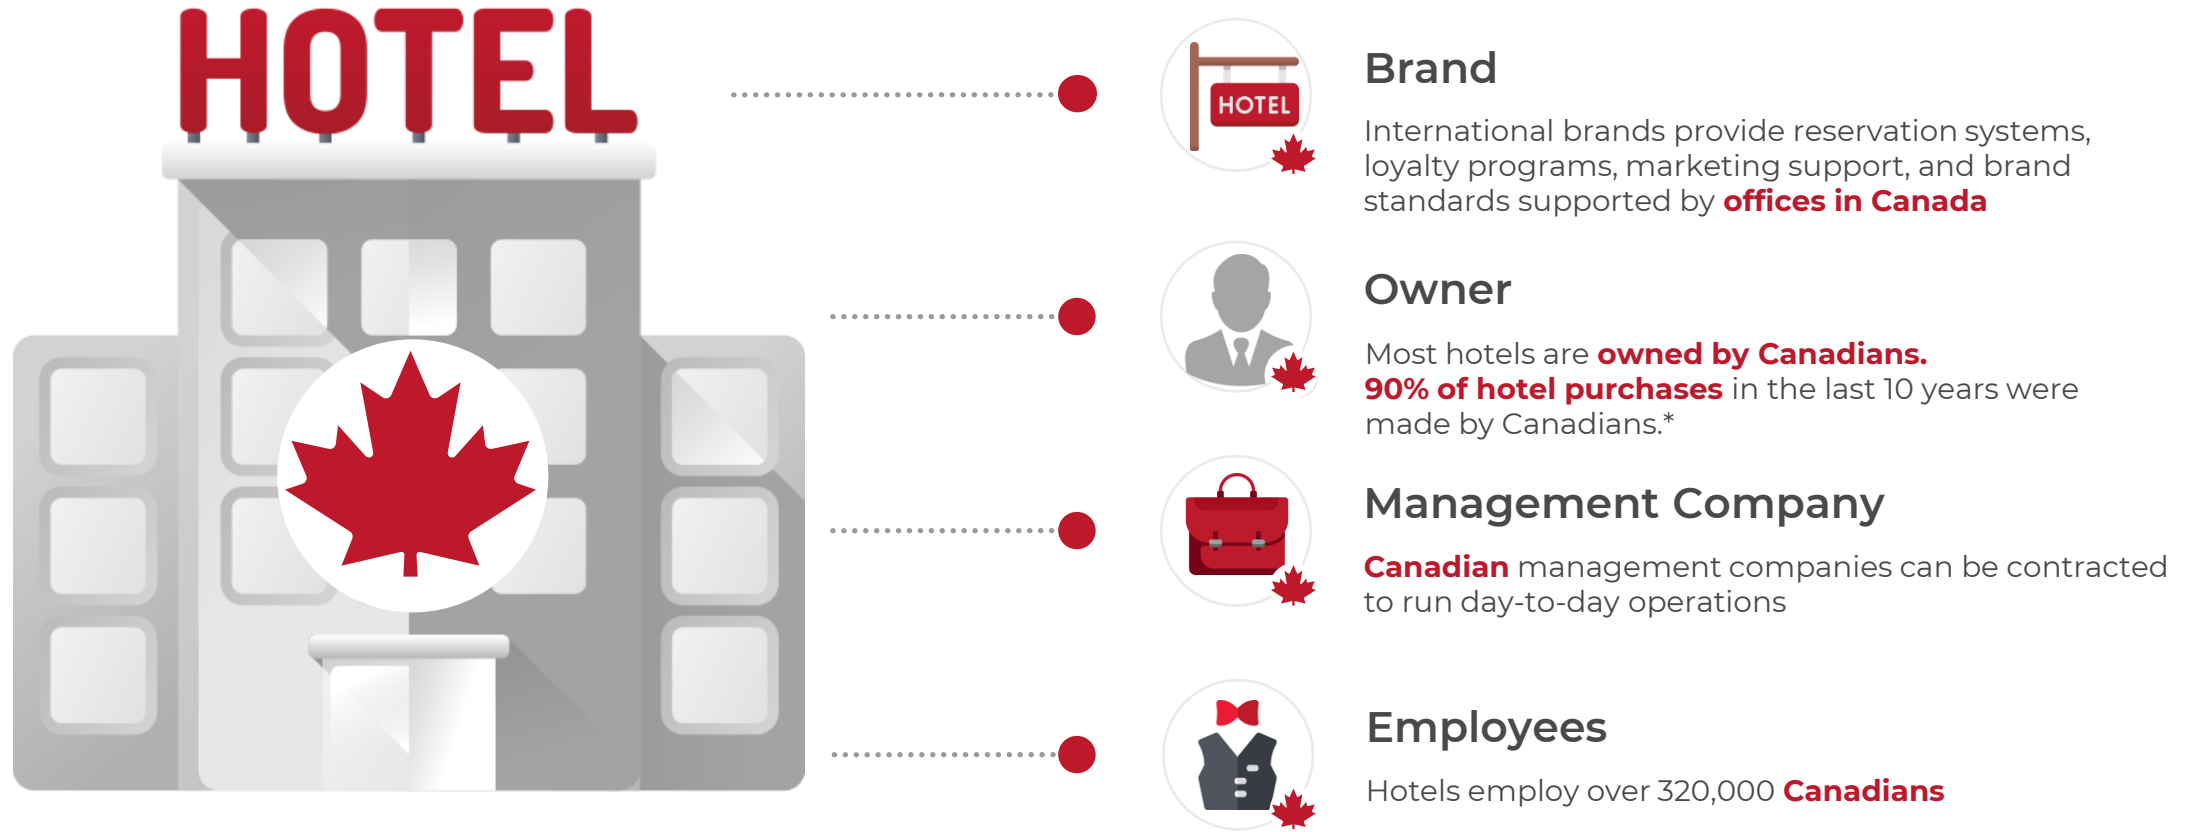 HOTEL
HOTEL
Brand
International brands provide reservation systems,
loyalty programs, marketing support, and brand
standards supported by offices in Canada
Owner
Most hotels are owned by Canadians.
90% of hotel purchases in the last 10 years were
made by Canadians.*
Management Company
Canadian management companies can be contracted
to run day-to-day operations
Employees
Hotels employ over 320,000 Canadians